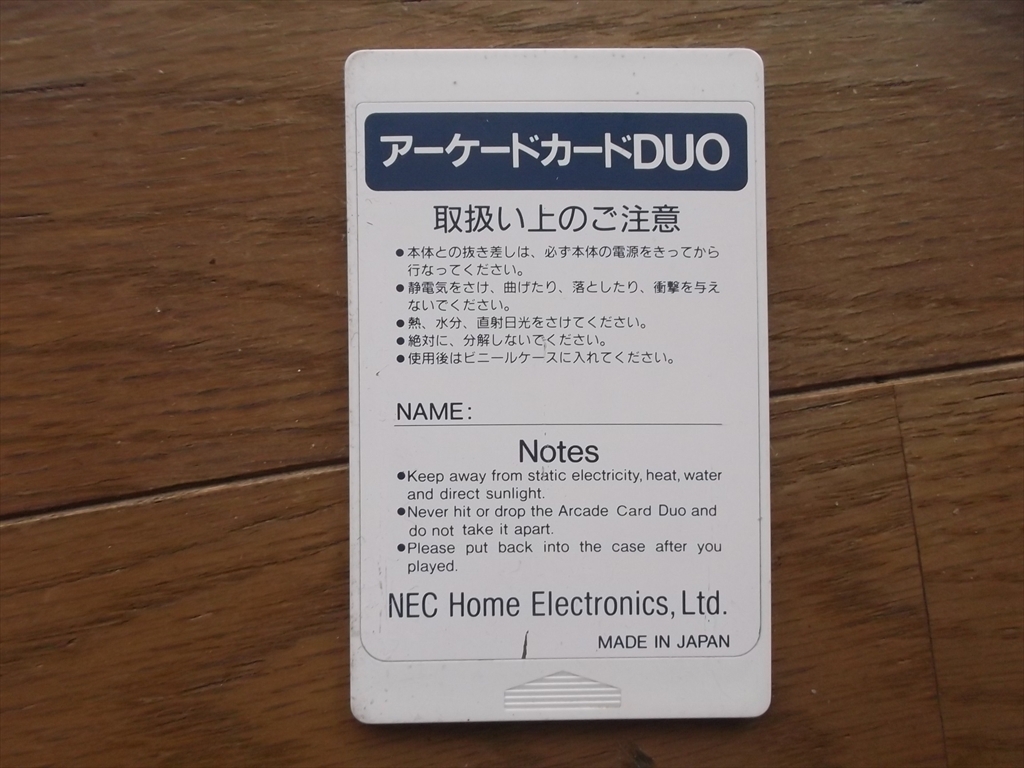 アーケードカードDUO
取扱い上のご注意
●本体との抜き差しは、必ず本体の電源をきってから
行なってください。
●静電気をさけ、曲げたり、落としたり、衝撃を与え
ないでください。
●熱、水分、直射日光をさけてください。
●絶対に、分解しないでください。
●使用後はビニールケースに入れてください。
NAME:
Notes
●Keep away from static electricity, heat, water
and direct sunlight.
●Never hit or drop the Arcade Card Duo and
do not take it apart.
●Please put back into the case after you
played.
NEC Home Electronics, Ltd.
MADE IN JAPAN